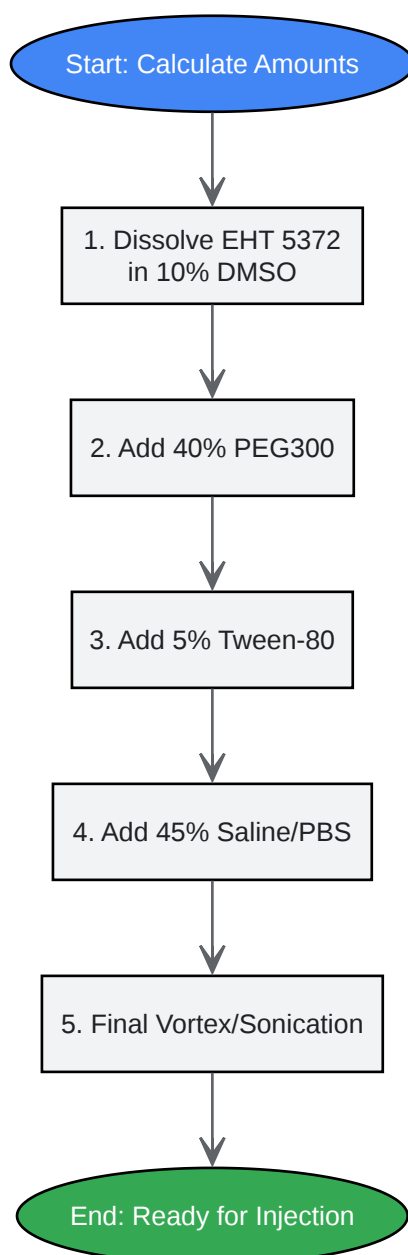 Start: Calculate Amounts
1. Dissolve EHT 5372
in 10% DMSO
2. Add 40% PEG300
3. Add 5% Tween-80
4. Add 45% Saline/PBS
5. Final Vortex/Sonication
End: Ready for Injection